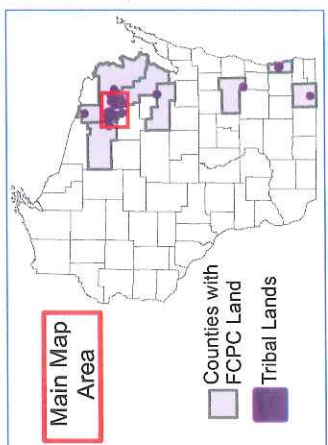 Main Map
Area
Counties with
FCPC Land
Tribal Lands